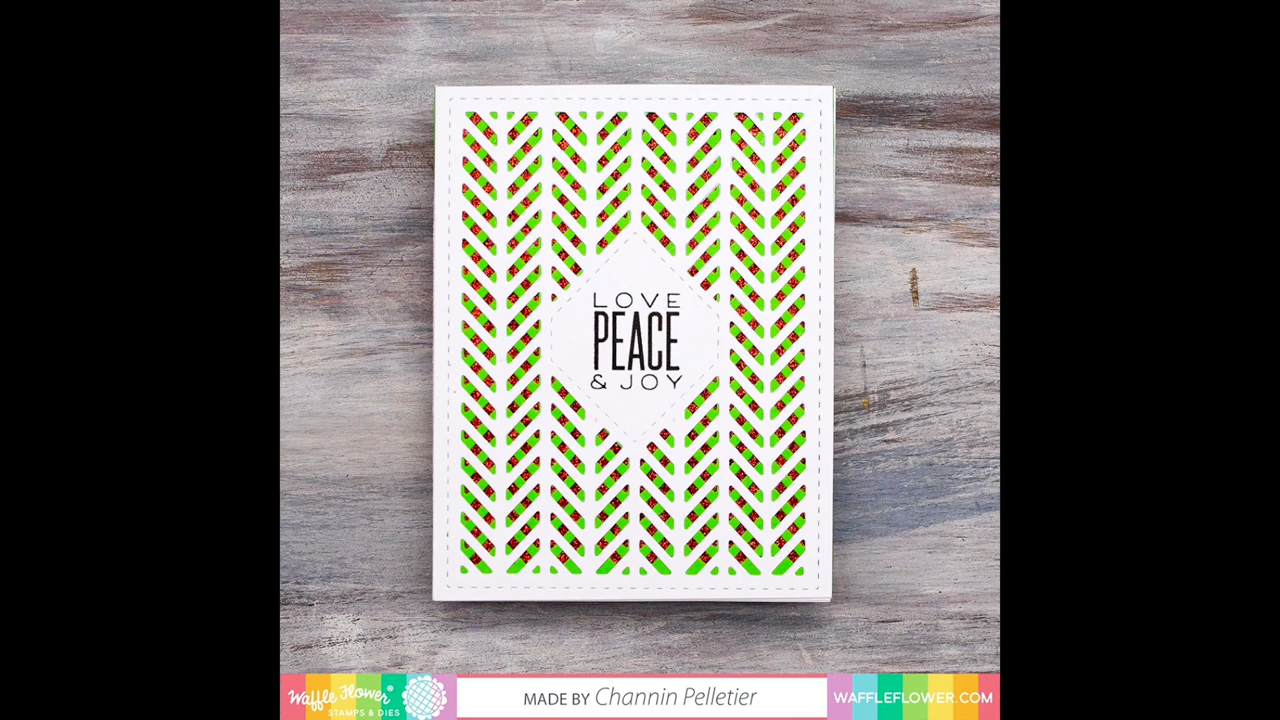 LOVE
PEACE
& JOY
Waffle Flower®
STAMPS & DIES
MADE BY Channin Pelletier
WAFFLEFLOWER.COM